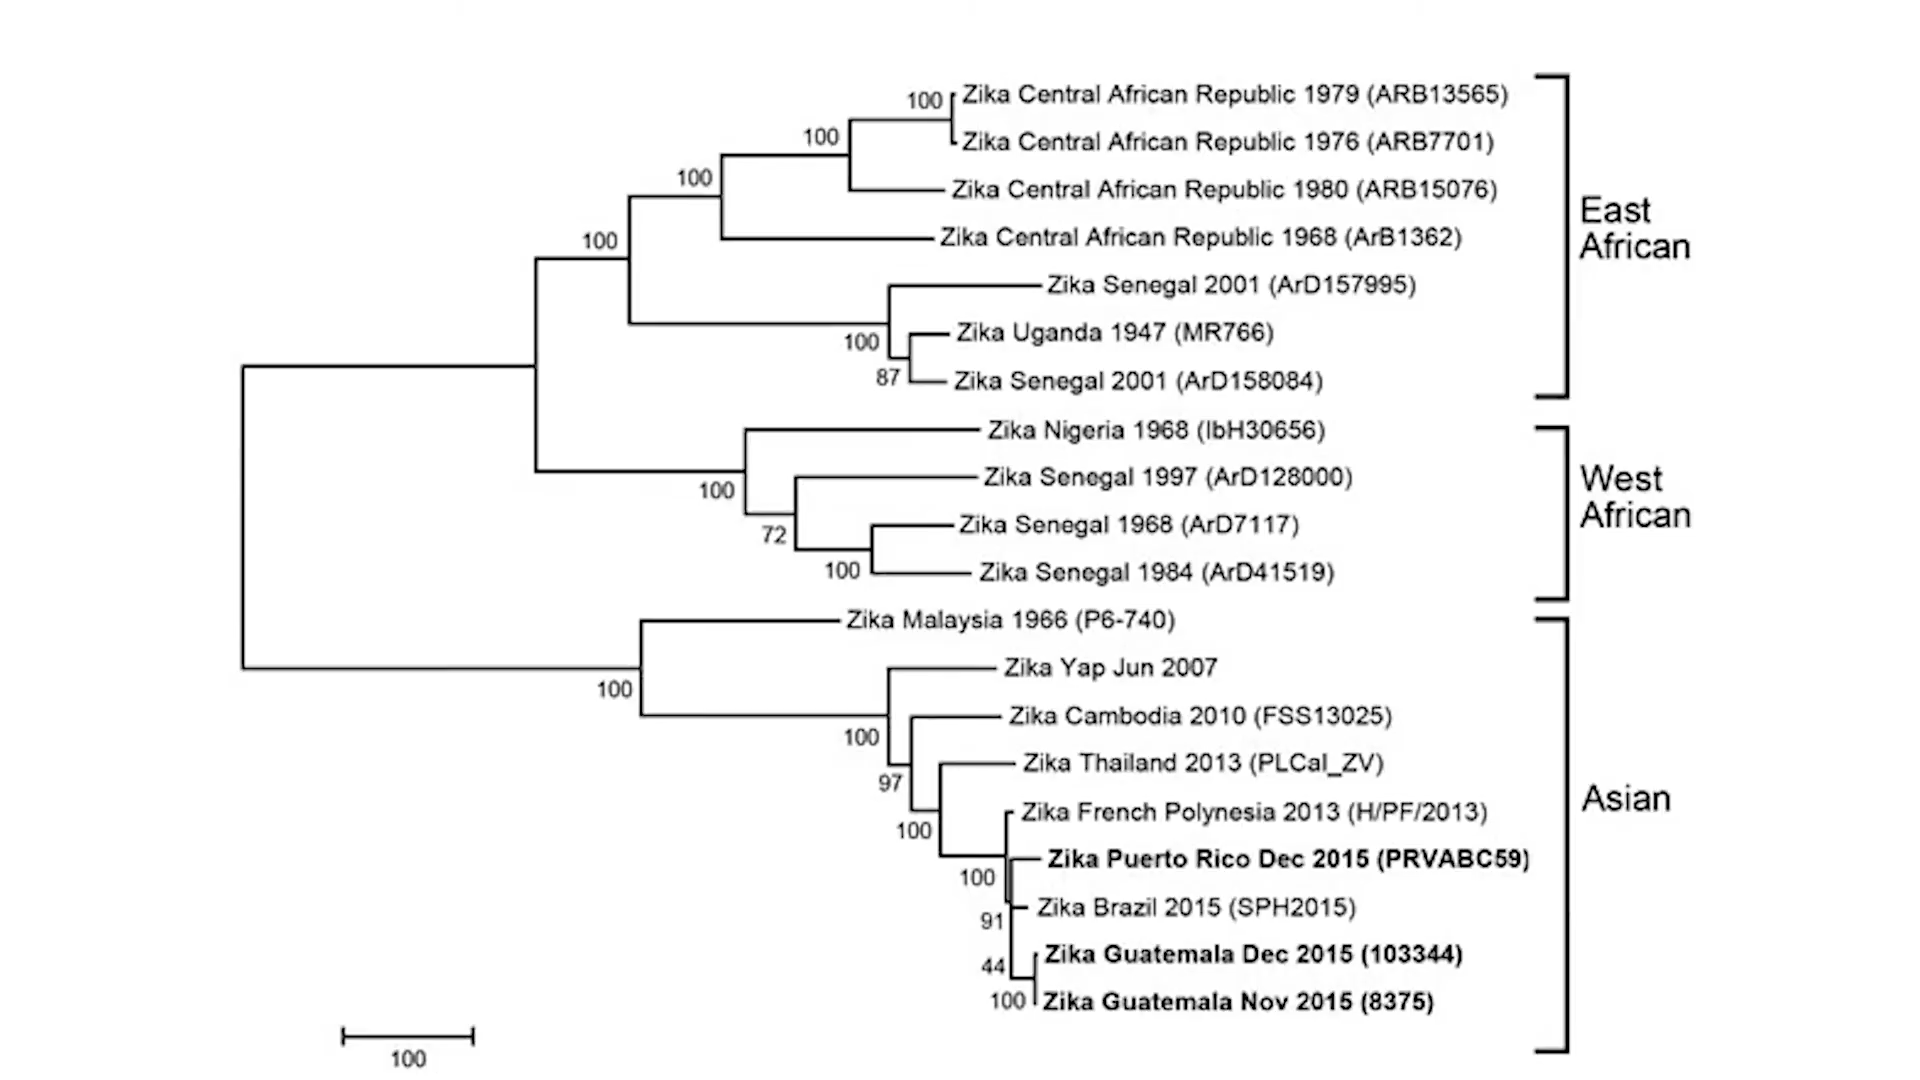 100
Zika Central African Republic 1979 (ARB13565)
100
Zika Central African Republic 1976 (ARB7701)
100
Zika Central African Republic 1980 (ARB15076)
100
Zika Central African Republic 1968 (ArB1362)
East
African
Zika Senegal 2001 (ArD157995)
100
Zika Uganda 1947 (MR766)
87
Zika Senegal 2001 (ArD158084)
Zika Nigeria 1968 (IbH30656)
100
Zika Senegal 1997 (ArD128000)
West
African
72
Zika Senegal 1968 (ArD7117)
100
Zika Senegal 1984 (ArD41519)
Zika Malaysia 1966 (P6-740)
100
Zika Yap Jun 2007
100
Zika Cambodia 2010 (FSS13025)
97
Zika Thailand 2013 (PLCal_ZV)
Asian
100
Zika French Polynesia 2013 (H/PF/2013)
100
Zika Puerto Rico Dec 2015 (PRVABC59)
91
Zika Brazil 2015 (SPH2015)
44
Zika Guatemala Dec 2015 (103344)
100
Zika Guatemala Nov 2015 (8375)
100